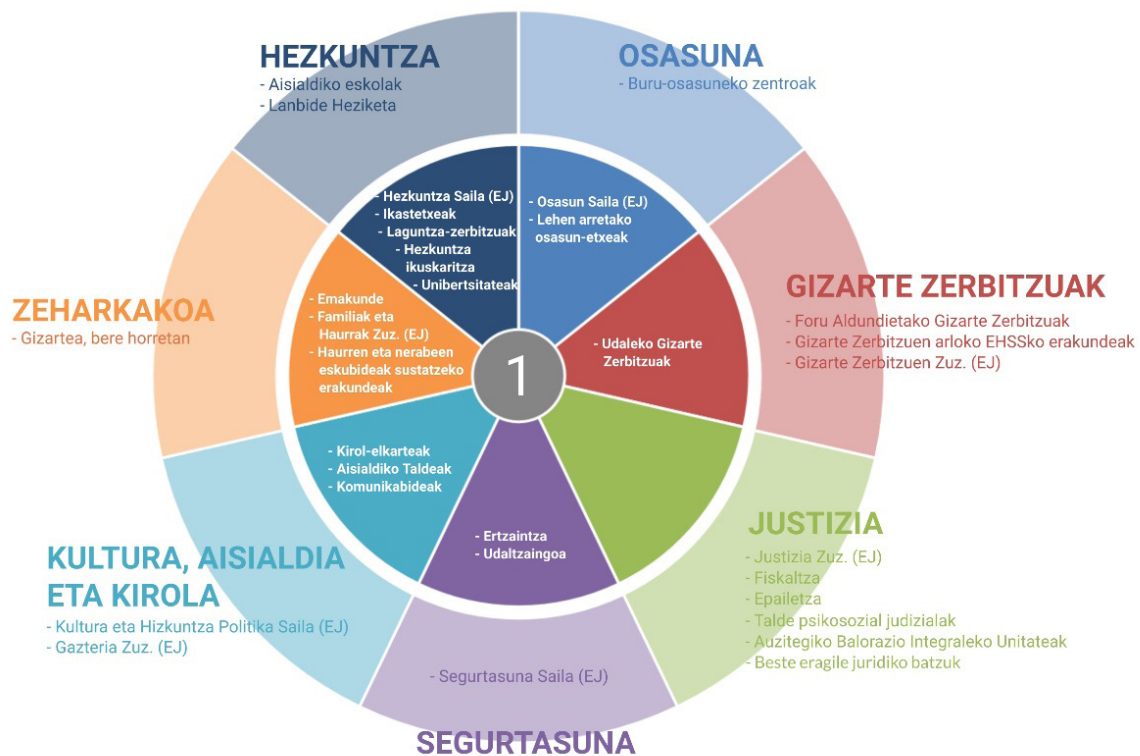 HEZKUNTZA
- Aisialdiko eskolak
- Lanbide Heziketa
OSASUNA
- Buru-osasuneko zentroak
- Hezkuntza Saila (EJ)
- Ikastetxeak
- Laguntza-zerbitzuak
- Hezkuntza
ikuskaritza
- Unibertsitateak
- Osasun Saila (EJ)
- Lehen arretako
osasun-etxeak
GIZARTE ZERBITZUAK
- Foru Aldundietako Gizarte Zerbitzuak
- Gizarte Zerbitzuen arloko EHSSko erakundeak
- Gizarte Zerbitzuen Zuz. (EJ)
- Udaleko Gizarte
Zerbitzuak
ZEHARKAKOA
- Gizartea, bere horretan
- Emakunde
- Familiak eta
Haurrak Zuz. (EJ)
- Haurren eta nerabeen
eskubideak sustatzeko
erakundeak
1
- Kirol-elkarteak
- Aisialdiko Taldeak
- Komunikabideak
- Ertzaintza
- Udaltzaingoa
JUSTIZIA
- Justizia Zuz. (EJ)
- Fiskaltza
- Epailetza
- Talde psikosozial judizialak
- Auzitegiko Balorazio Integraleko Unitateak
- Beste eragile juridiko batzuk
KULTURA, AISIALDIA
ETA KIROLA
- Kultura eta Hizkuntza Politika Saila (EJ)
- Gazteria Zuz. (EJ)
- Segurtasuna Saila (EJ)
SEGURTASUNA